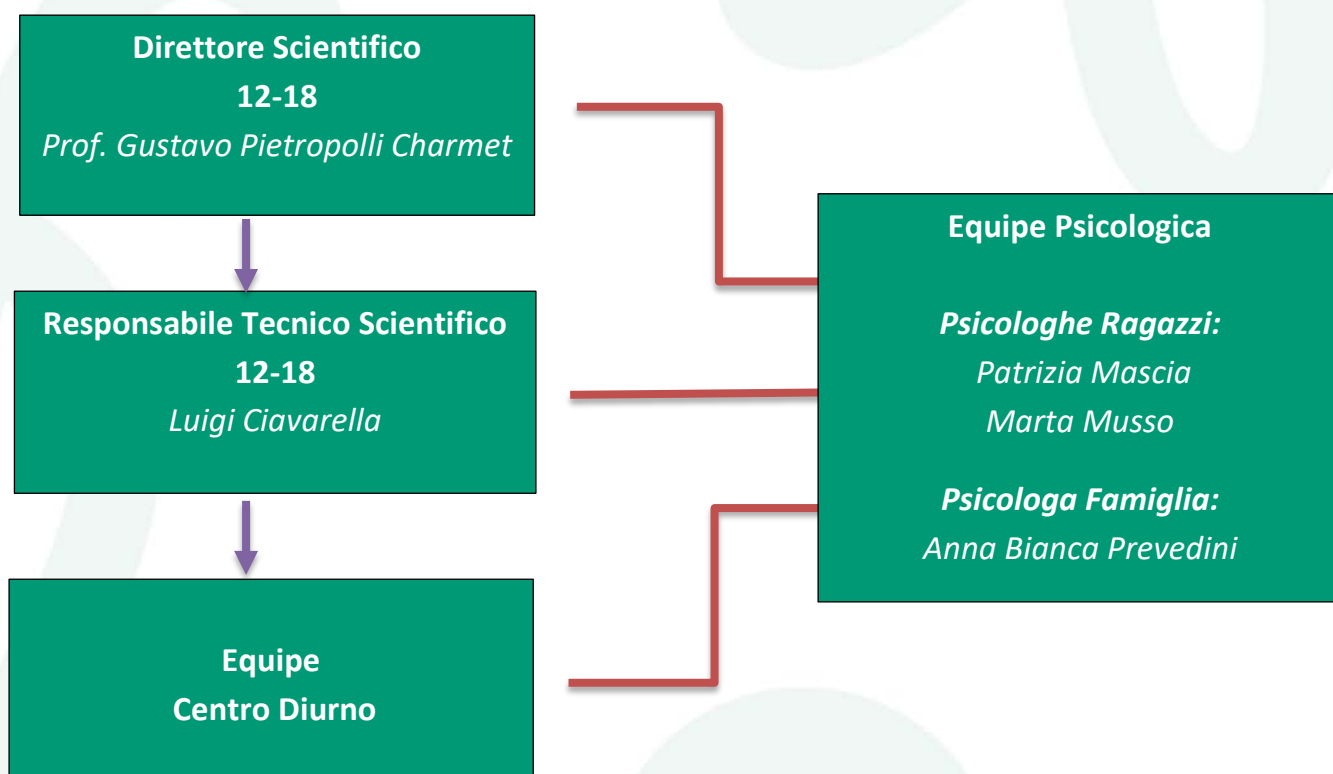 Direttore Scientifico
12-18
Prof. Gustavo Pietropolli Charmet
Responsabile Tecnico Scientifico
12-18
Luigi Ciavarella
Equipe
Centro Diurno
Equipe Psicologica
Psicologhe Ragazzi:
Patrizia Mascia
Marta Musso
Psicologa Famiglia:
Anna Bianca Prevedini